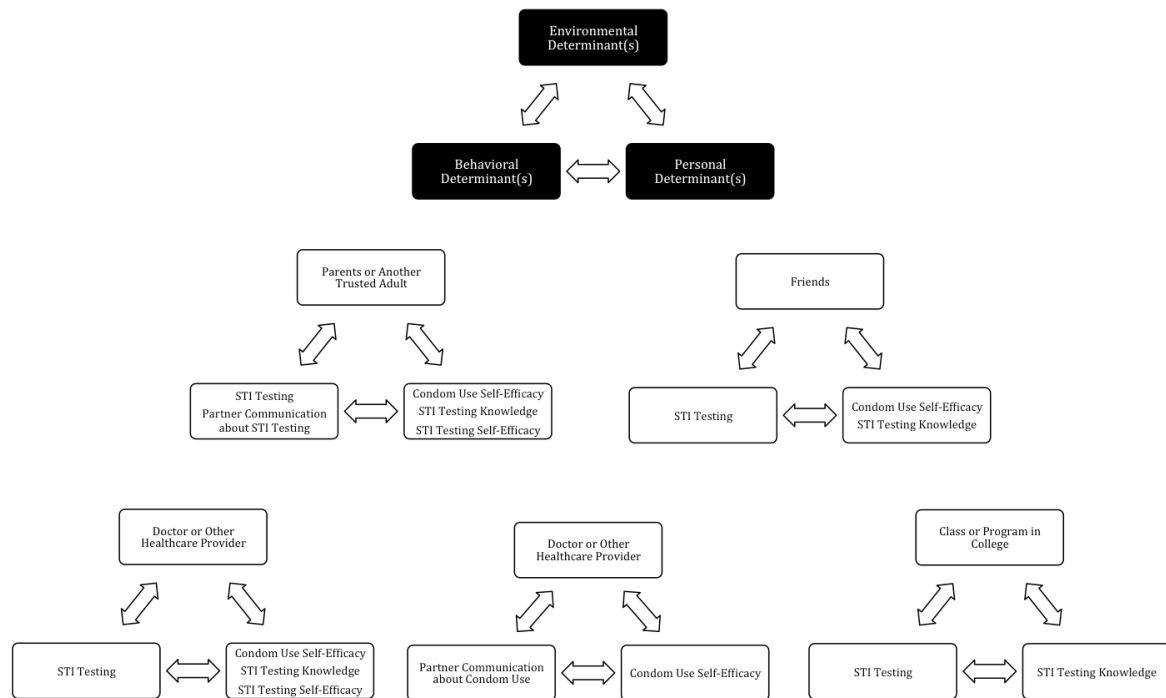 Environmental
Determinant(s)
Behavioral
Determinant(s)
Personal
Determinant(s)
Parents or Another
Trusted Adult
STI Testing
Partner Communication
about STI Testing
Condom Use Self-Efficacy
STI Testing Knowledge
STI Testing Self-Efficacy
Friends
STI Testing
Condom Use Self-Efficacy
STI Testing Knowledge
Doctor or Other
Healthcare Provider
STI Testing
Condom Use Self-Efficacy
STI Testing Knowledge
STI Testing Self-Efficacy
Doctor or Other
Healthcare Provider
Partner Communication
about Condom Use
Condom Use Self-Efficacy
Class or Program in
College
STI Testing
STI Testing Knowledge